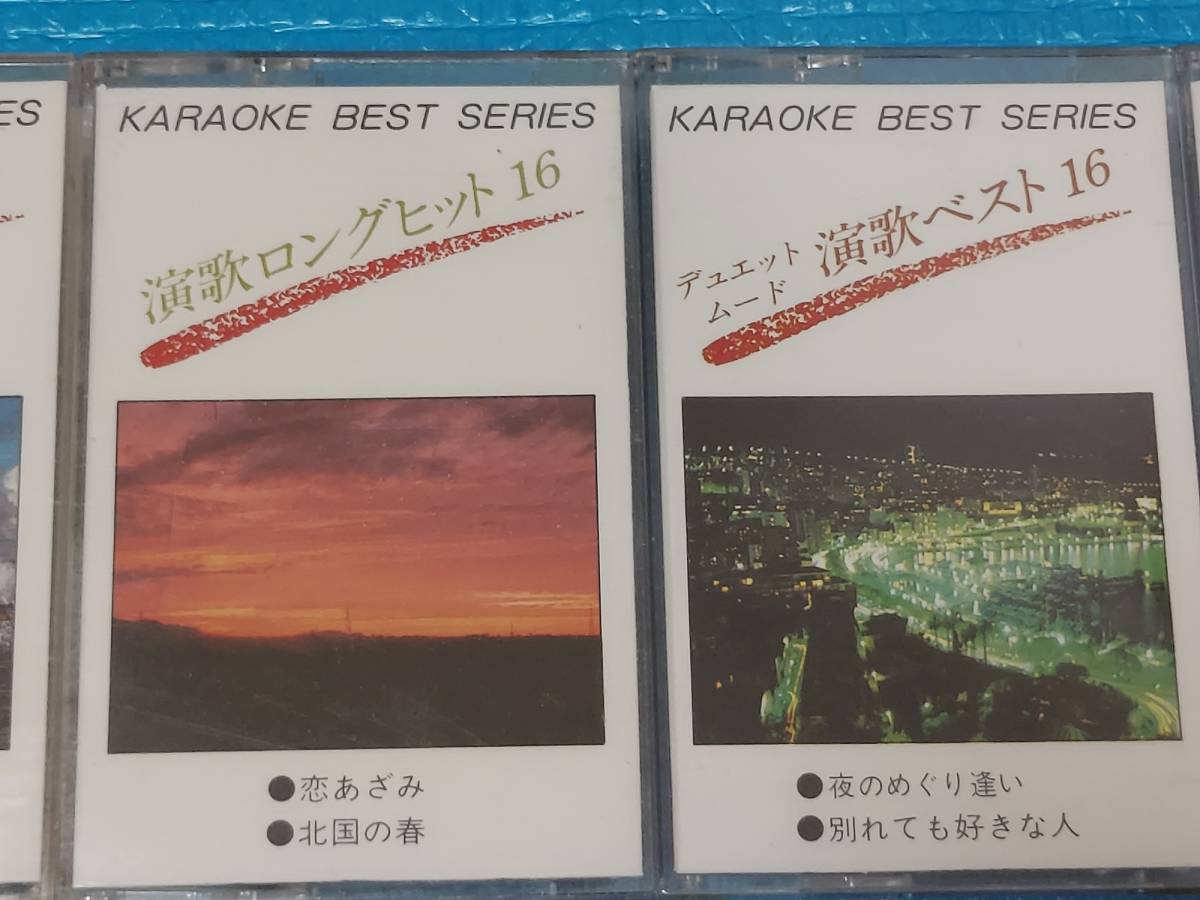 ES
KARAOKE BEST SERIES
演歌ロングヒット16
●恋あざみ
●北国の春
KARAOKE BEST SERIES
デュエット
ムード
演歌ベスト16
●夜のめぐり逢い
●別れても好きな人